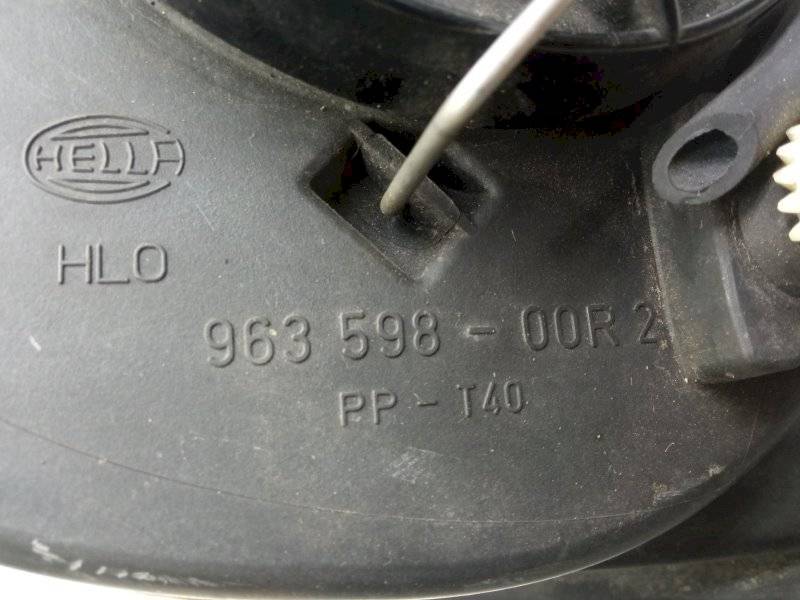 HELLA
HLO
963 598 - 00R 2
PP - T40